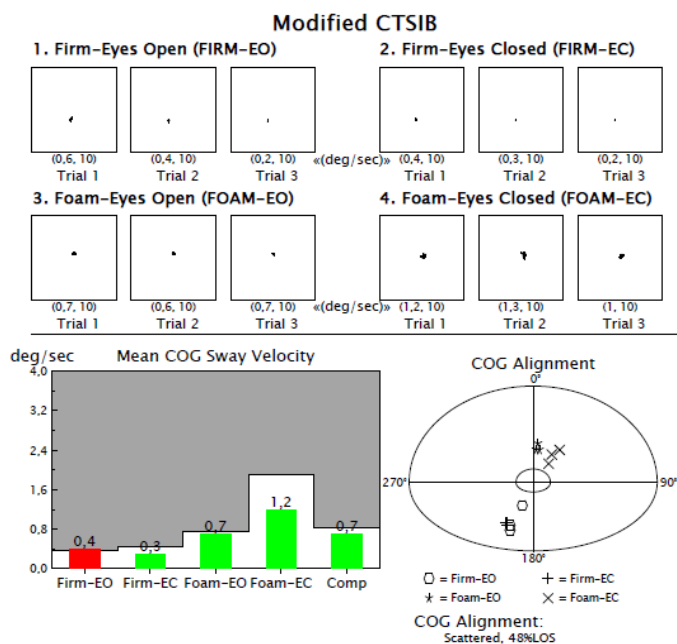 Modified CTSIB
1. Firm-Eyes Open (FIRM-EO)
2. Firm-Eyes Closed (FIRM-EC)
(0,6, 10) (0,4, 10) (0,2, 10) «(deg/sec)» (0,4, 10) (0,3, 10) (0,2, 10)
Trial 1 Trial 2 Trial 3 Trial 1 Trial 2 Trial 3
3. Foam-Eyes Open (FOAM-EO)
4. Foam-Eyes Closed (FOAM-EC)
(0,7, 10) (0,6, 10) (0,7, 10) «(deg/sec)» (1,2, 10) (1,3, 10) (1, 10)
Trial 1 Trial 2 Trial 3 Trial 1 Trial 2 Trial 3
deg/sec Mean COG Sway Velocity
4,0
3,2
2,4
1,6
0,8
0,0
0,4 0,3 0,7 1,2 0,7
Firm-EO Firm-EC Foam-EO Foam-EC Comp
COG Alignment
0°
270° 90°
180°
= Firm-EO = Firm-EC
= Foam-EO = Foam-EC
COG Alignment:
Scattered, 48%LOS